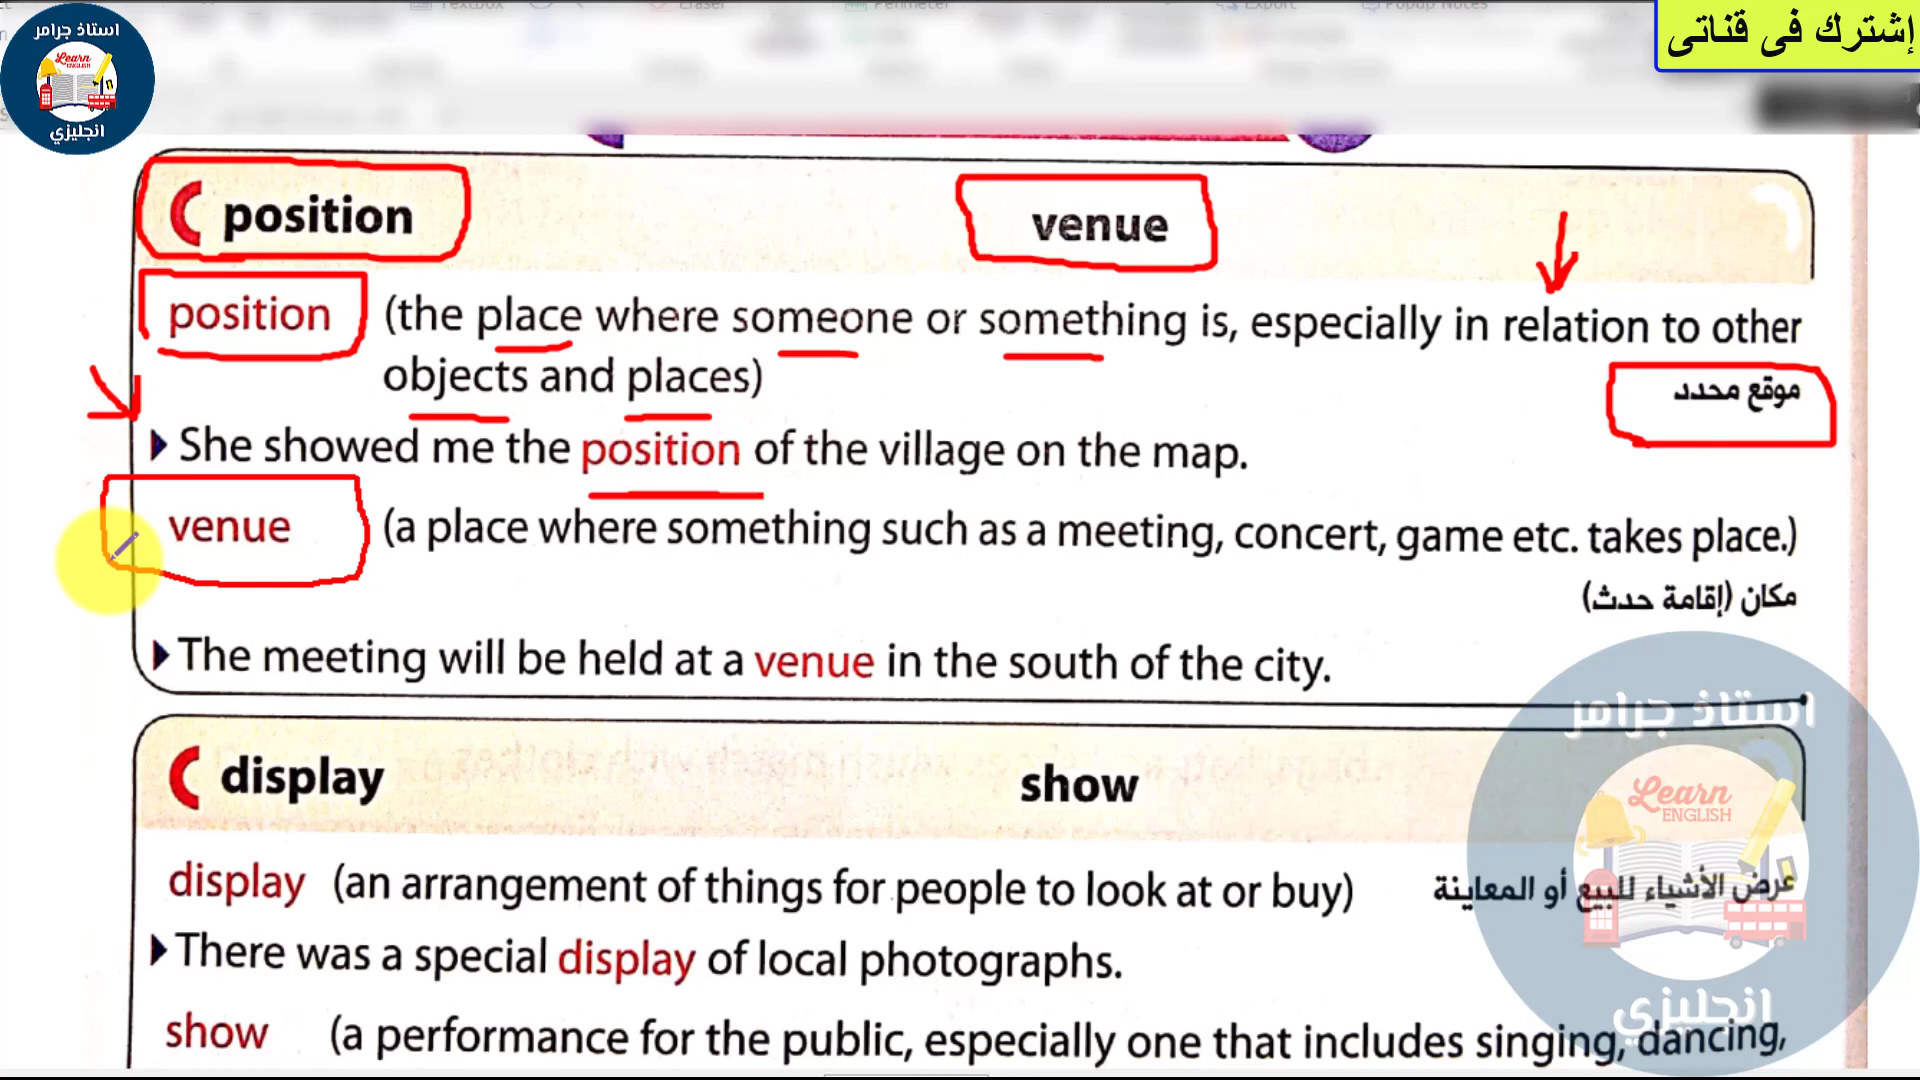 استاذ جرامر
Learn
ENGLISH
انجليزي
إشترك فى قناتى
position venue
position (the place where someone or something is, especially in relation to other
objects and places) موقع محدد
She showed me the position of the village on the map.
venue (a place where something such as a meeting, concert, game etc. takes place.)
مكان (إقامة حدث)
The meeting will be held at a venue in the south of the city.
display show
display (an arrangement of things for people to look at or buy) عرض الأشياء للبيع أو المعاينة
There was a special display of local photographs.
show (a performance for the public, especially one that includes singing, dancing,
استاذ جرامر
Learn
ENGLISH
انجليزي